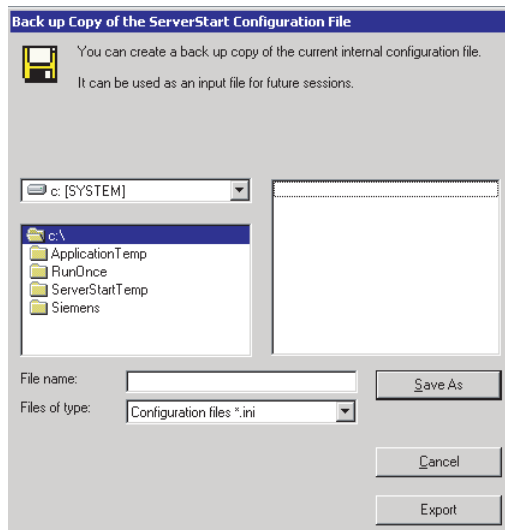 Back up Copy of the ServerStart Configuration File
You can create a back up copy of the current internal configuration file.
It can be used as an input file for future sessions.
c: [SYSTEM]
c:\
ApplicationTemp
RunOnce
ServerStartTemp
Siemens
File name:
Save As
Files of type:
Configuration files *.ini
Cancel
Export